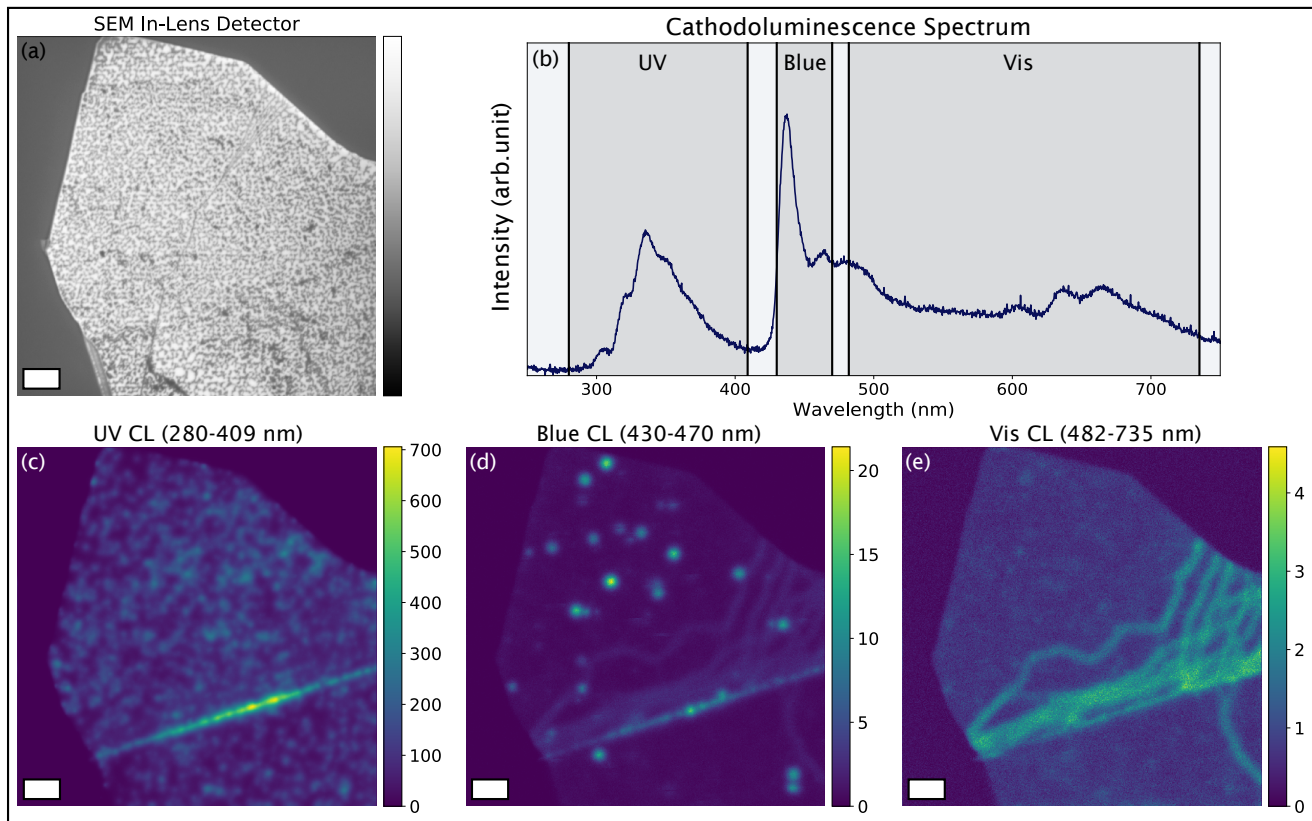 SEM In-Lens Detector
(a)
Cathodoluminescence Spectrum
(b)
UV
Blue
Vis
Intensity (arb.unit)
300
400
500
600
700
Wavelength (nm)
UV CL (280-409 nm)
(c)
700
600
500
400
300
200
100
0
Blue CL (430-470 nm)
(d)
20
15
10
5
0
Vis CL (482-735 nm)
(e)
4
3
2
1
0